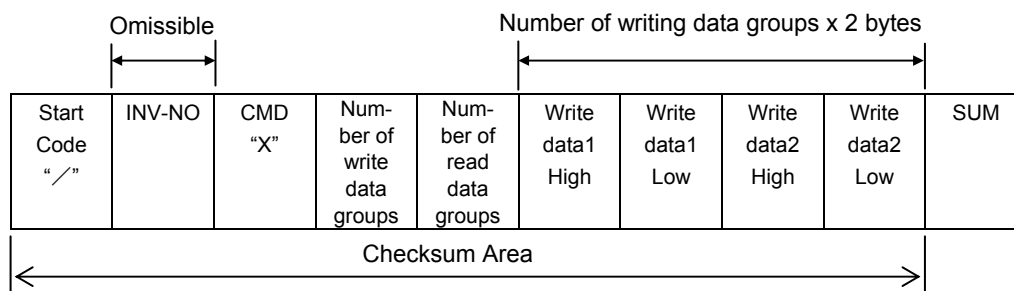 Omissible
Number of writing data groups x 2 bytes
Start
Code
“／”
INV-NO
CMD
“X”
Num-
ber of
write
data
groups
Num-
ber of
read
data
groups
Write
data1
High
Write
data1
Low
Write
data2
High
Write
data2
Low
SUM
Checksum Area